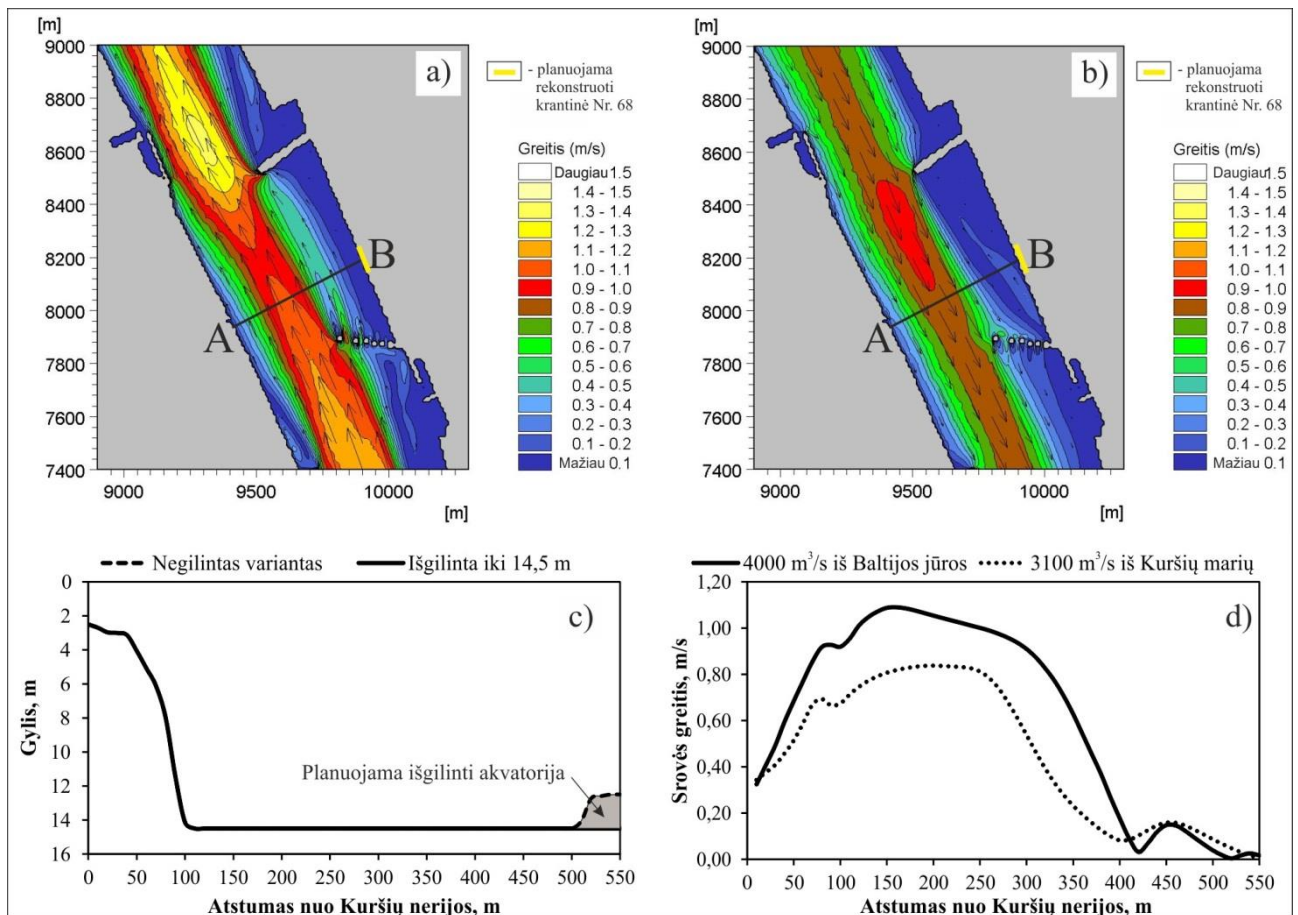 [m]
9000
8800
8600
8400
8200
8000
7800
7600
7400
9000
9500
10000
[m]
a)
A
B
- planuojama
rekonstruoti
krantinė Nr. 68
Greitis (m/s)
Daugiau 1.5
1.4 - 1.5
1.3 - 1.4
1.2 - 1.3
1.1 - 1.2
1.0 - 1.1
0.9 - 1.0
0.8 - 0.9
0.7 - 0.8
0.6 - 0.7
0.5 - 0.6
0.4 - 0.5
0.3 - 0.4
0.2 - 0.3
0.1 - 0.2
Mažiau 0.1
[m]
9000
8800
8600
8400
8200
8000
7800
7600
7400
9000
9500
10000
[m]
b)
A
B
- planuojama
rekonstruoti
krantinė Nr. 68
Greitis (m/s)
Daugiau 1.5
1.4 - 1.5
1.3 - 1.4
1.2 - 1.3
1.1 - 1.2
1.0 - 1.1
0.9 - 1.0
0.8 - 0.9
0.7 - 0.8
0.6 - 0.7
0.5 - 0.6
0.4 - 0.5
0.3 - 0.4
0.2 - 0.3
0.1 - 0.2
Mažiau 0.1
Negilintas variantas
Išgilinta iki 14,5 m
c)
Gylis, m
0
2
4
6
8
10
12
14
16
Planuojama išgilinti akvatorija
0 50 100 150 200 250 300 350 400 450 500 550
Atstumas nuo Kuršių nerijos, m
4000 m³/s iš Baltijos jūros
3100 m³/s iš Kuršių marių
d)
Srovės greitis, m/s
1,20
1,00
0,80
0,60
0,40
0,20
0,00
0 50 100 150 200 250 300 350 400 450 500 550
Atstumas nuo Kuršių nerijos, m